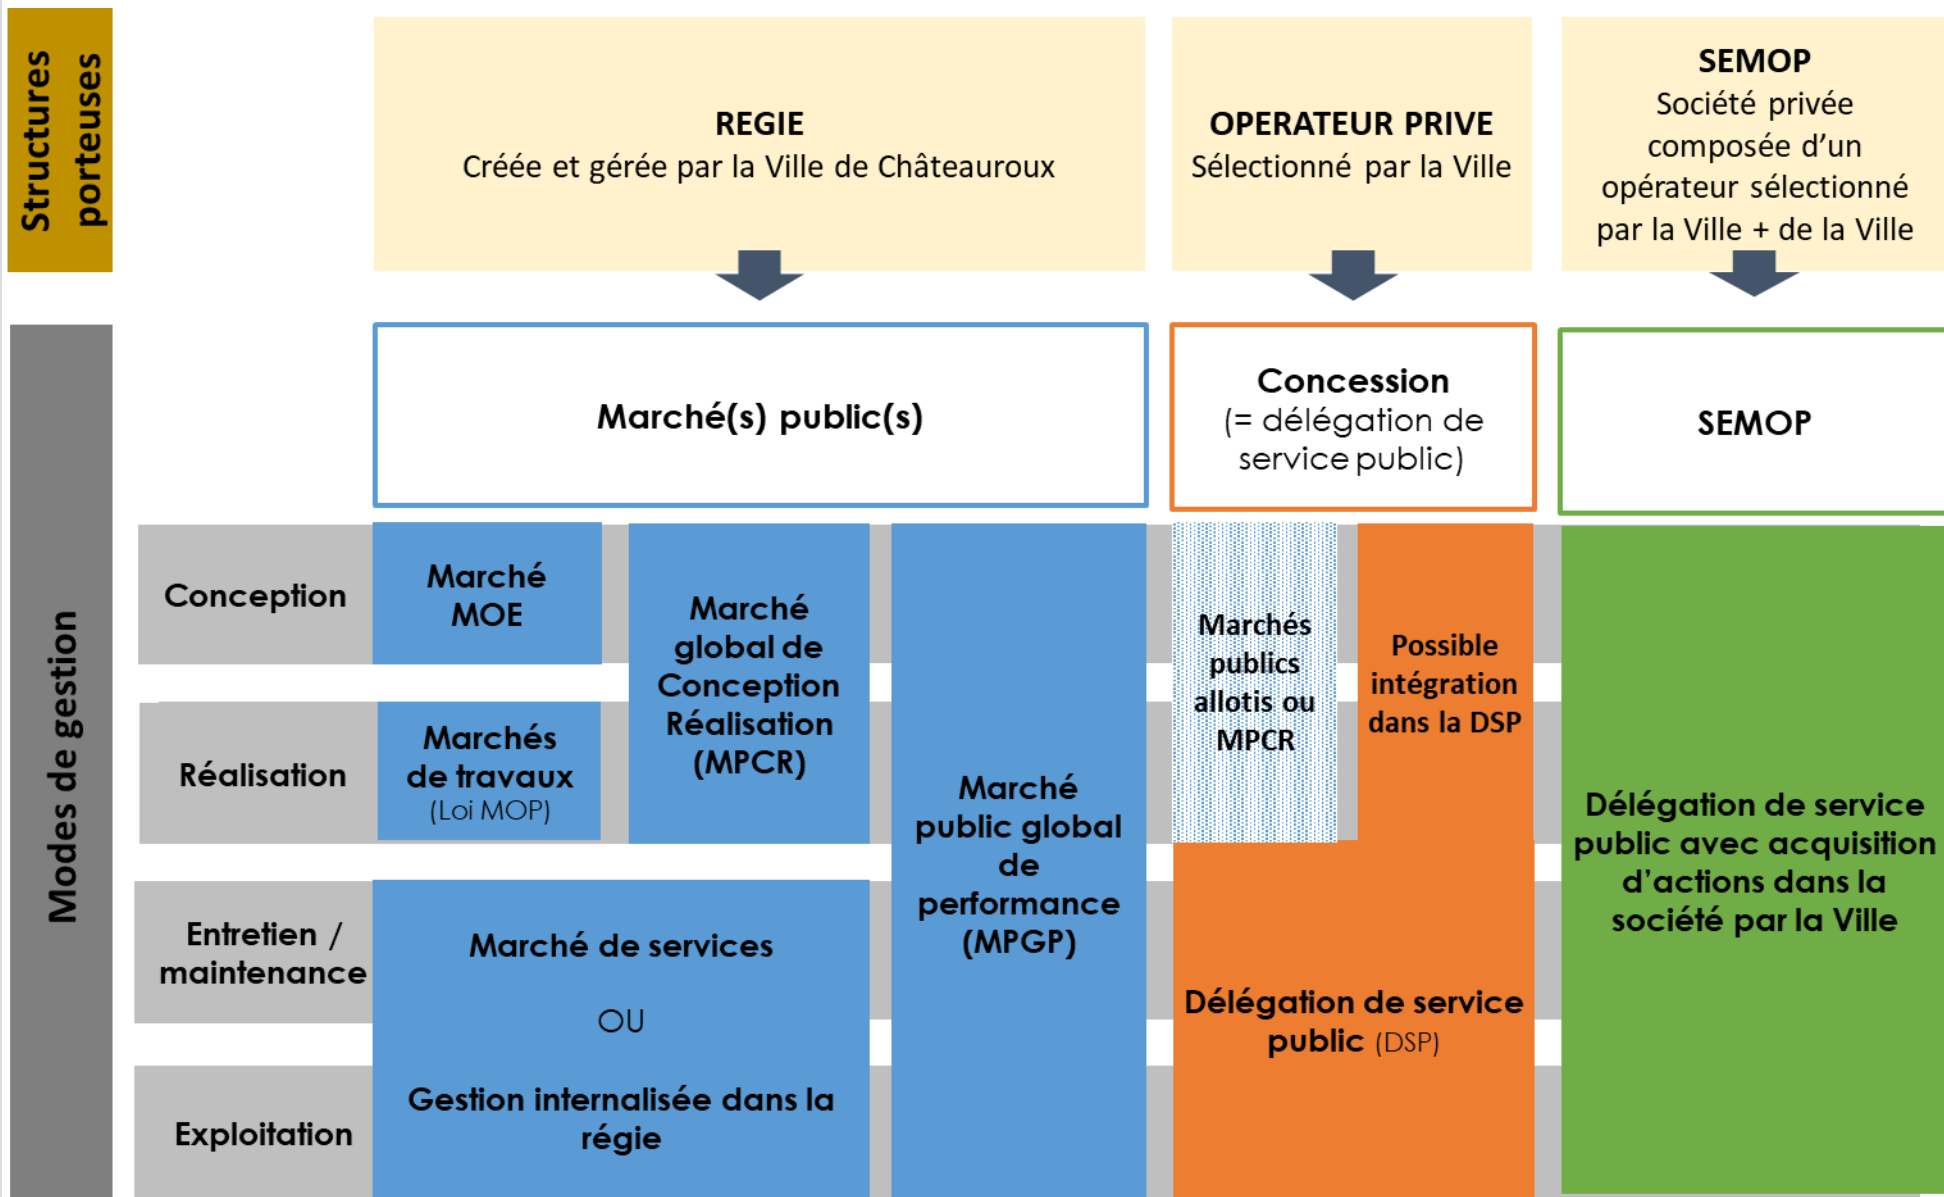 Structures
porteuses
REGIE
Créée et gérée par la Ville de Châteauroux
OPERATEUR PRIVE
Sélectionné par la Ville
SEMOP
Société privée
composée d'un
opérateur sélectionné
par la Ville + de la Ville
Modes de gestion
Marché(s) public(s)
Concession
(= délégation de
service public)
SEMOP
Conception
Marché
MOE
Marché
global de
Conception
Réalisation
(MPCR)
Marché
public global
de
performance
(MPGP)
Marchés
publics
allotis ou
MPCR
Possible
intégration
dans la DSP
Délégation de service
public avec acquisition
d'actions dans la
société par la Ville
Réalisation
Marchés
de travaux
(Loi MOP)
Entretien /
maintenance
Marché de services
OU
Gestion internalisée dans la
régie
Délégation de service
public (DSP)
Exploitation